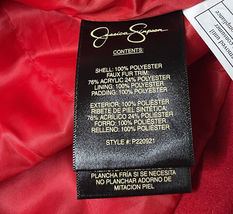 Jessica Simpson
CONTENTS:
SHELL: 100% POLYESTER
FAUX FUR TRIM:
76% ACRYLIC 24% POLYESTER
LINING: 100% POLYESTER
PADDING: 100% POLYESTER
EXTERIOR: 100% POLIÉSTER
RIBETE DE PIEL SINTÉTICA:
76% ACRÍLICO 24% POLIÉSTER
FORRO: 100% POLIÉSTER
RELLENO: 100% POLIÉSTER
STYLE #: P220921
PLANCHA FRÍA SI SE NECESITA
NO PLANCHAR ADORNO DE
IMITACION PIEL